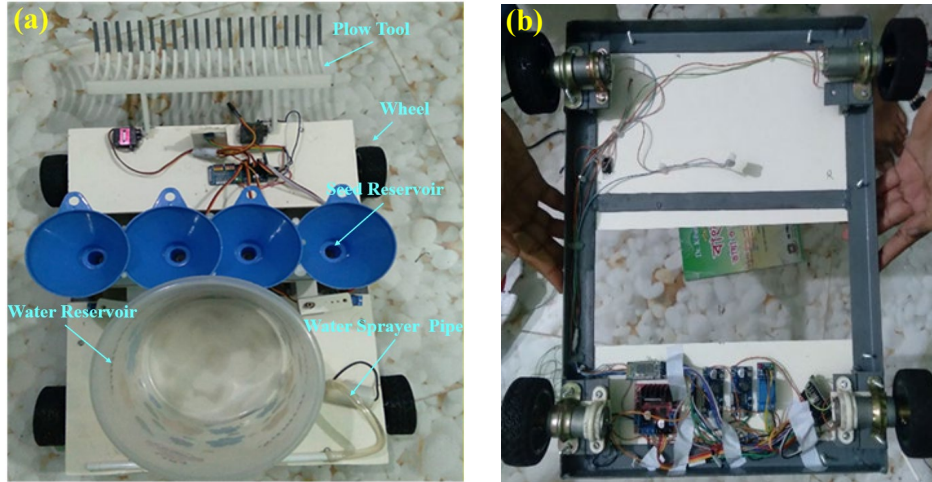 (a)
Plow Tool
Wheel
Seed Reservoir
Water Reservoir
Water Sprayer Pipe
(b)